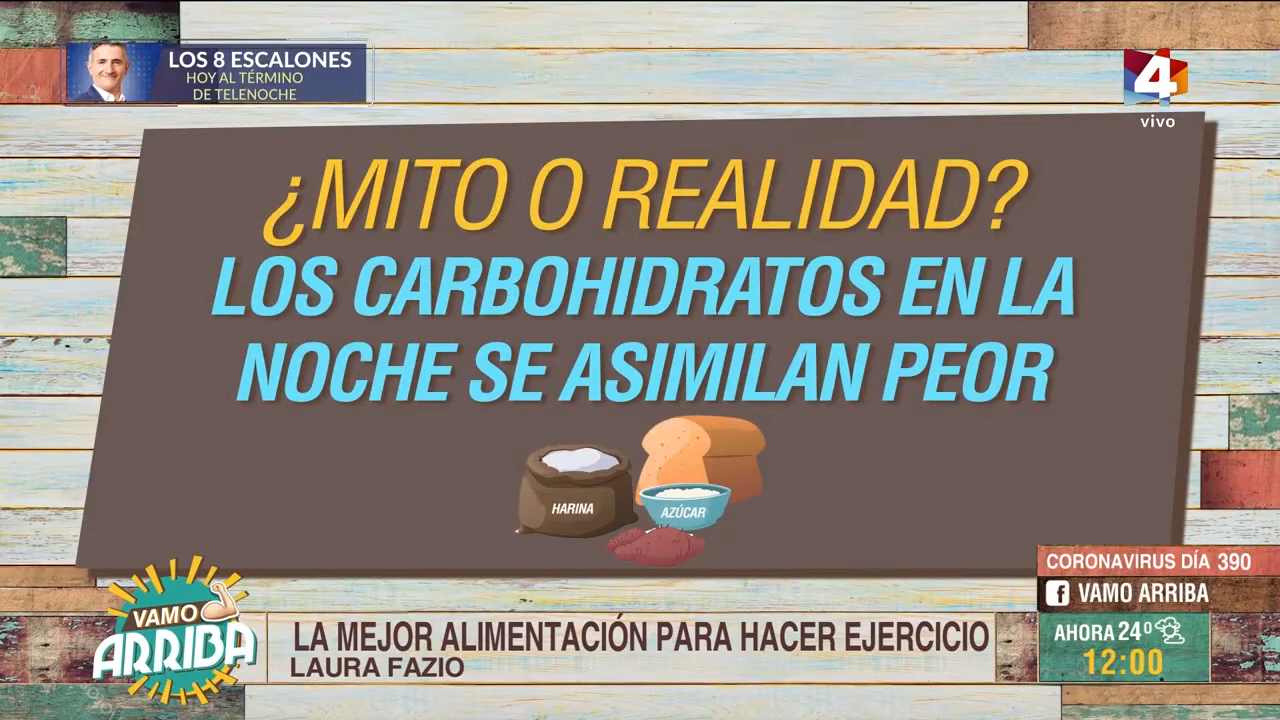 LOS 8 ESCALONES
HOY AL TÉRMINO
DE TELENOCHE
4
vivo
¿MITO O REALIDAD?
LOS CARBOHIDRATOS EN LA
NOCHE SE ASIMILAN PEOR
HARINA
AZÚCAR
CORONAVIRUS DÍA 390
f VAMO ARRIBA
AHORA 24º
12:00
VAMO
ARRIBA
LA MEJOR ALIMENTACIÓN PARA HACER EJERCICIO
LAURA FAZIO